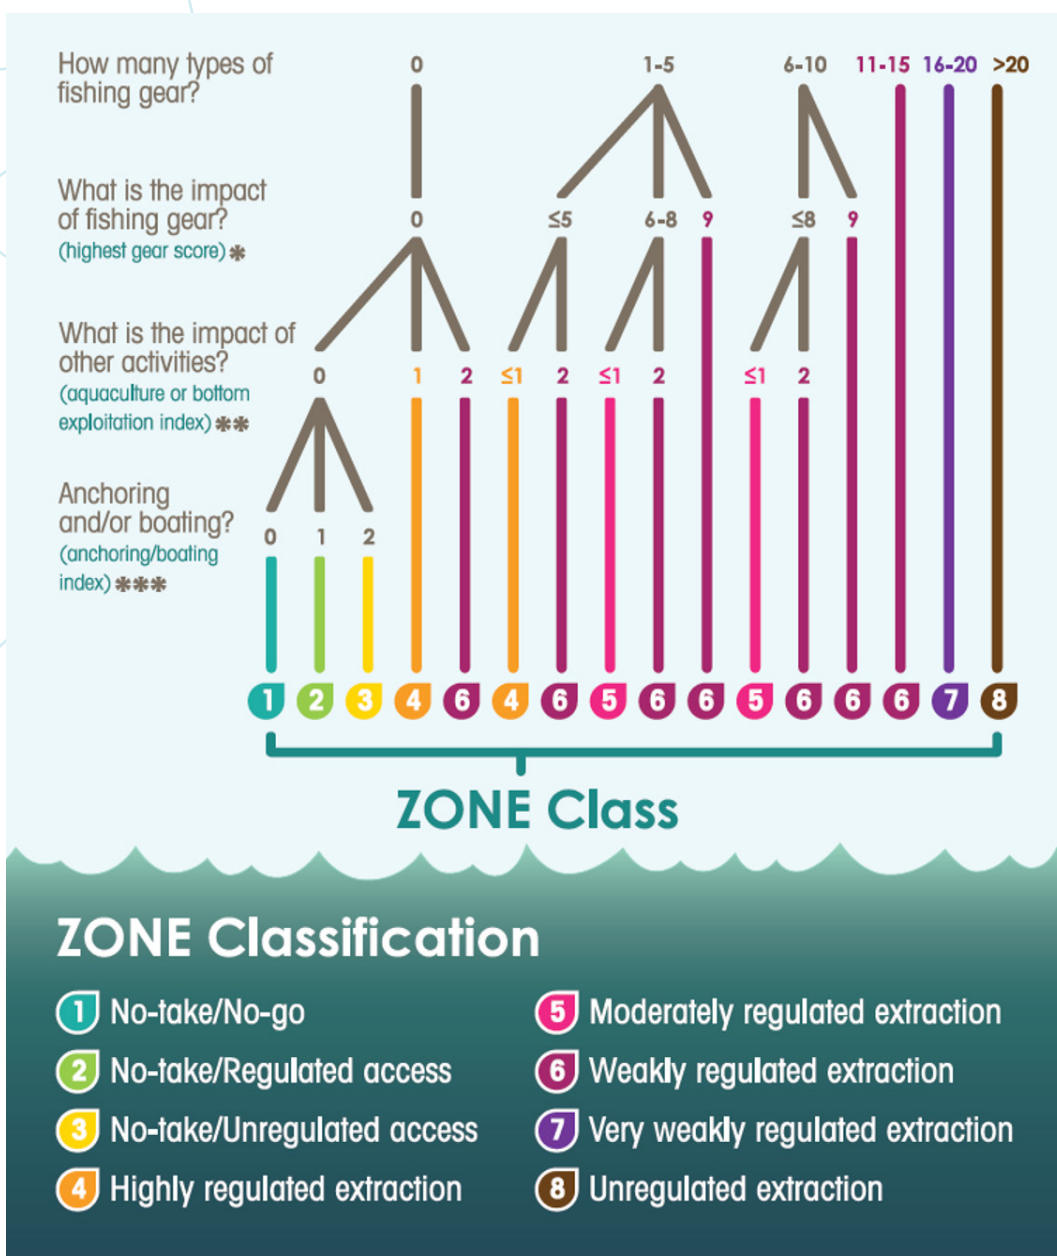 How many types of
fishing gear?
0 1-5 6-10 11-15 16-20 >20
What is the impact
of fishing gear?
(highest gear score) *
0 ≤5 6-8 9 ≤8 9
What is the impact of
other activities?
(aquaculture or bottom
exploitation index) **
0 1 2 ≤1 2 ≤1 2 ≤1 2
Anchoring
and/or boating?
(anchoring/boating
index) ***
0 1 2
1 2 3 4 6 4 6 5 6 6 5 6 6 6 7 8
ZONE Class
ZONE Classification
1 No-take/No-go
2 No-take/Regulated access
3 No-take/Unregulated access
4 Highly regulated extraction
5 Moderately regulated extraction
6 Weakly regulated extraction
7 Very weakly regulated extraction
8 Unregulated extraction